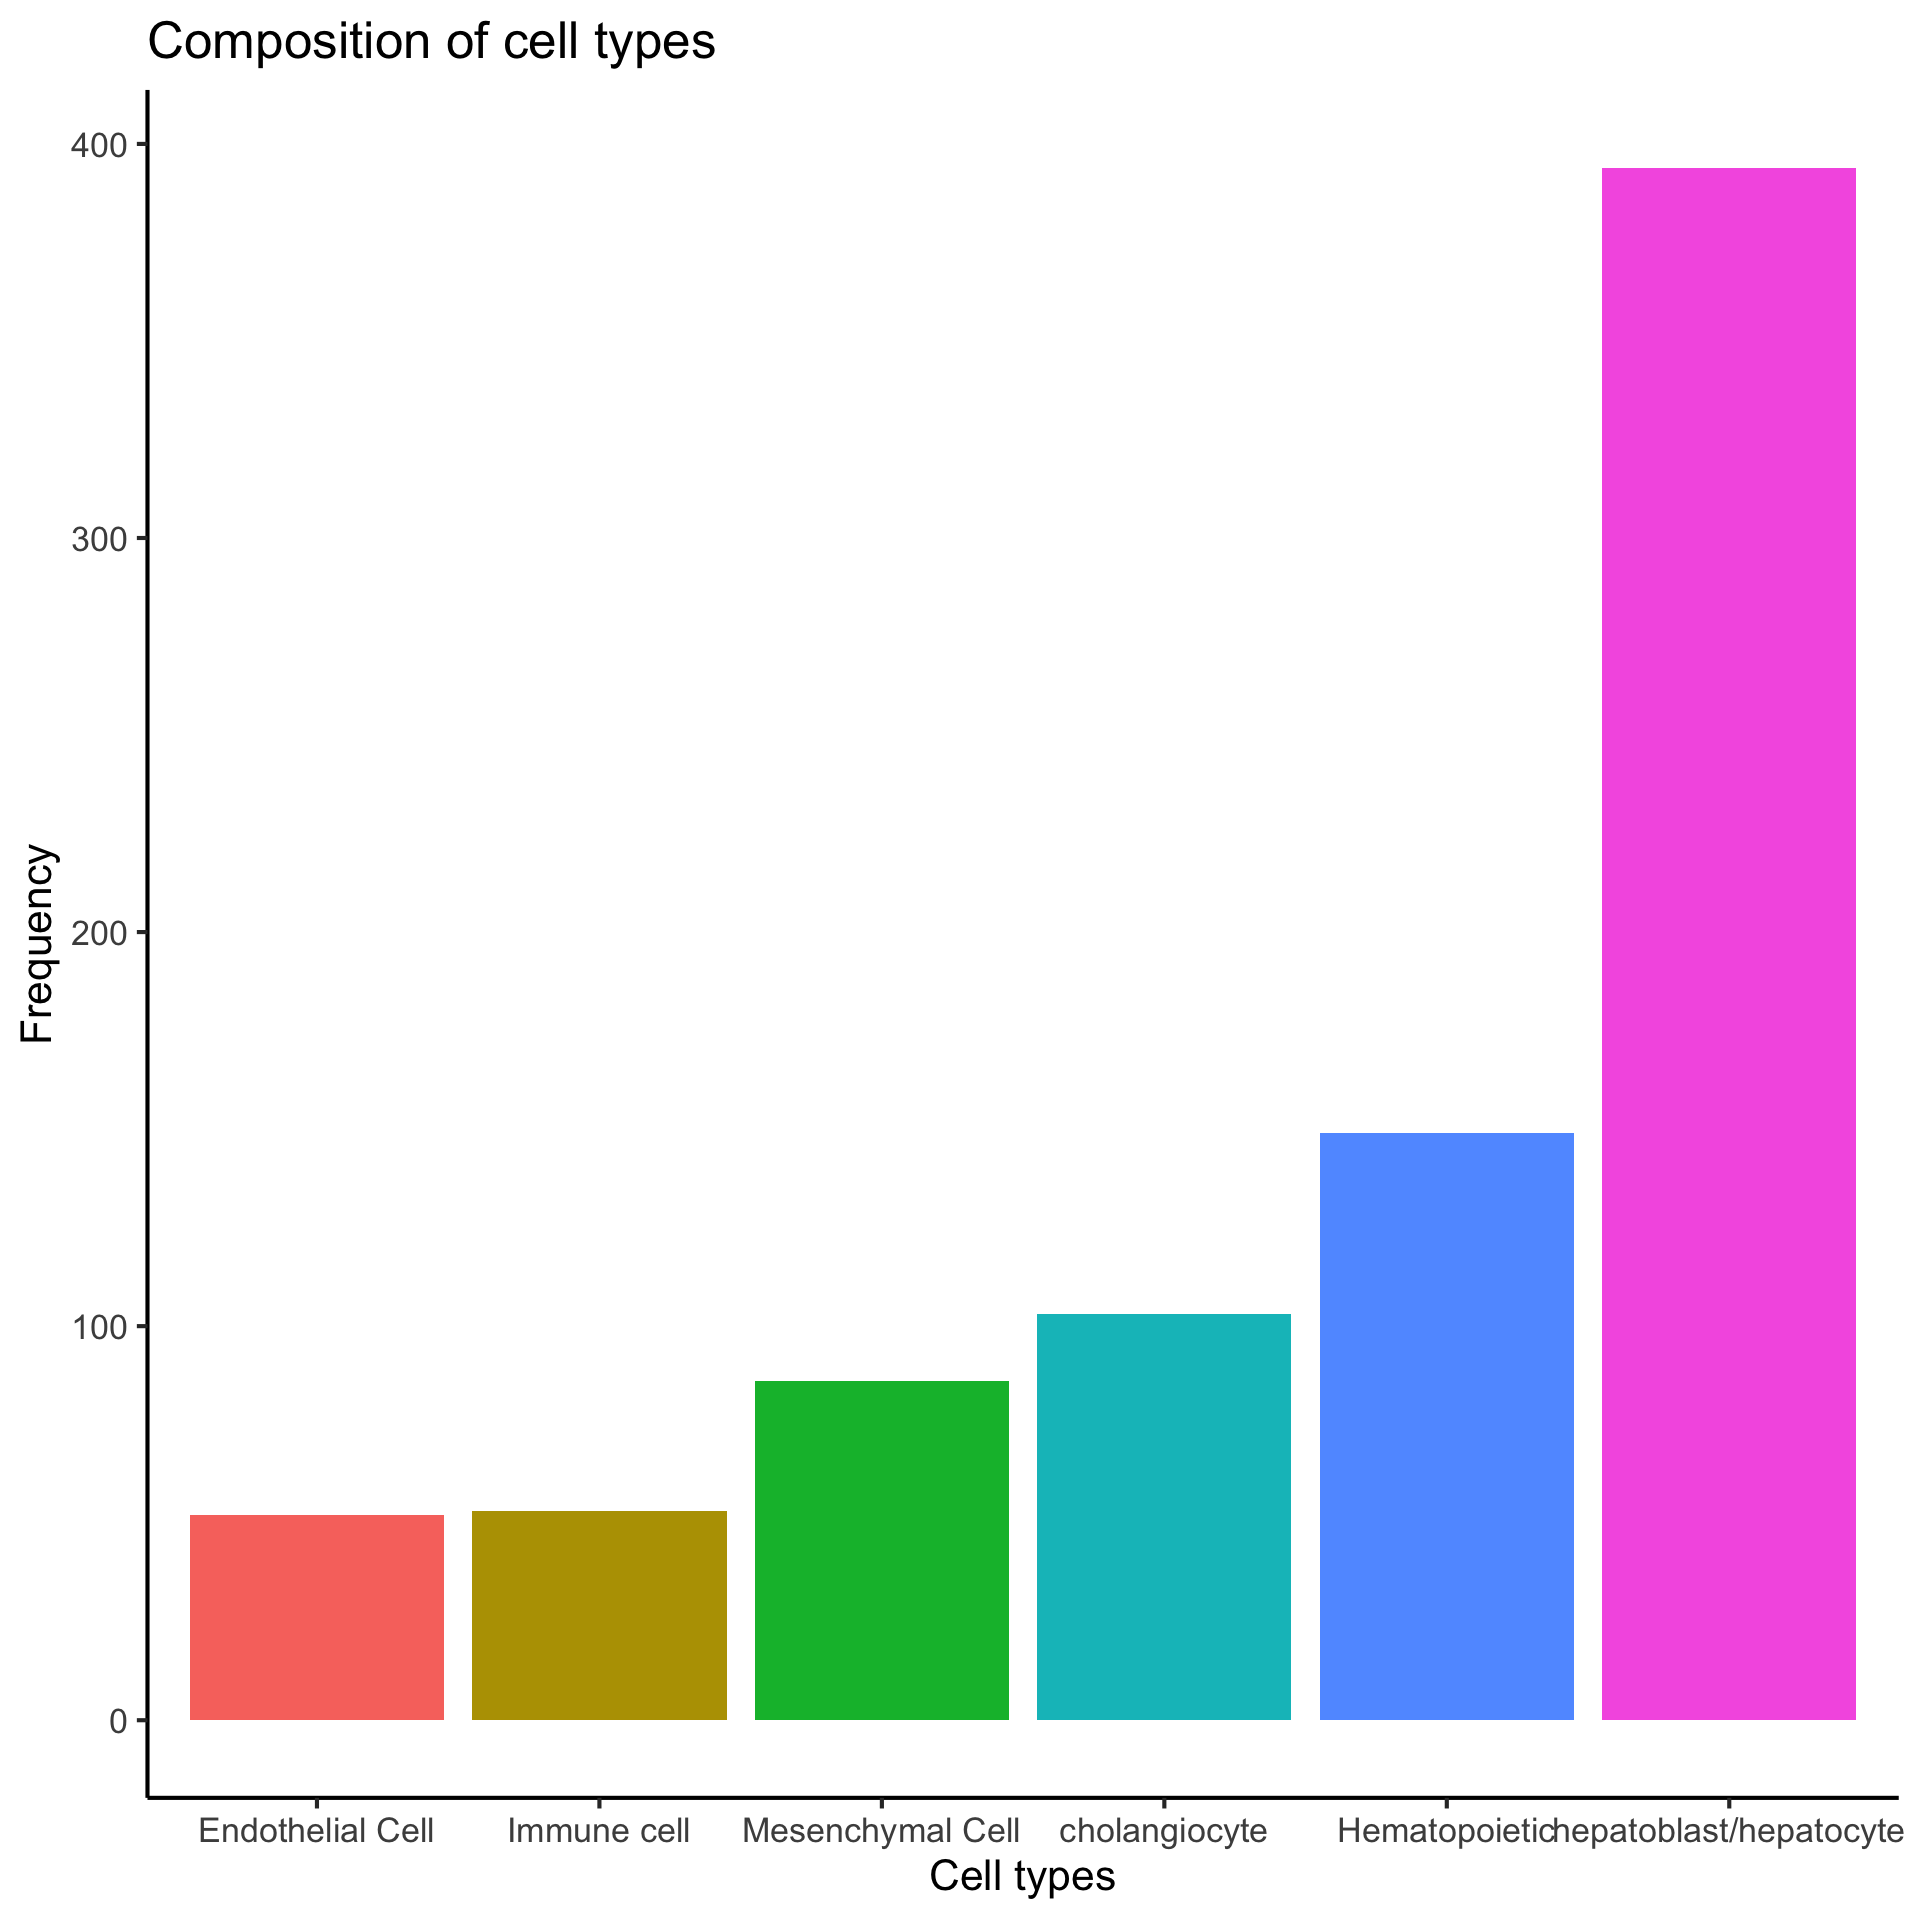 Composition of cell types
400
300
200
100
0
Frequency
Endothelial Cell Immune cell Mesenchymal Cell cholangiocyte Hematopoietic hepatoblast/hepatocyte
Cell types